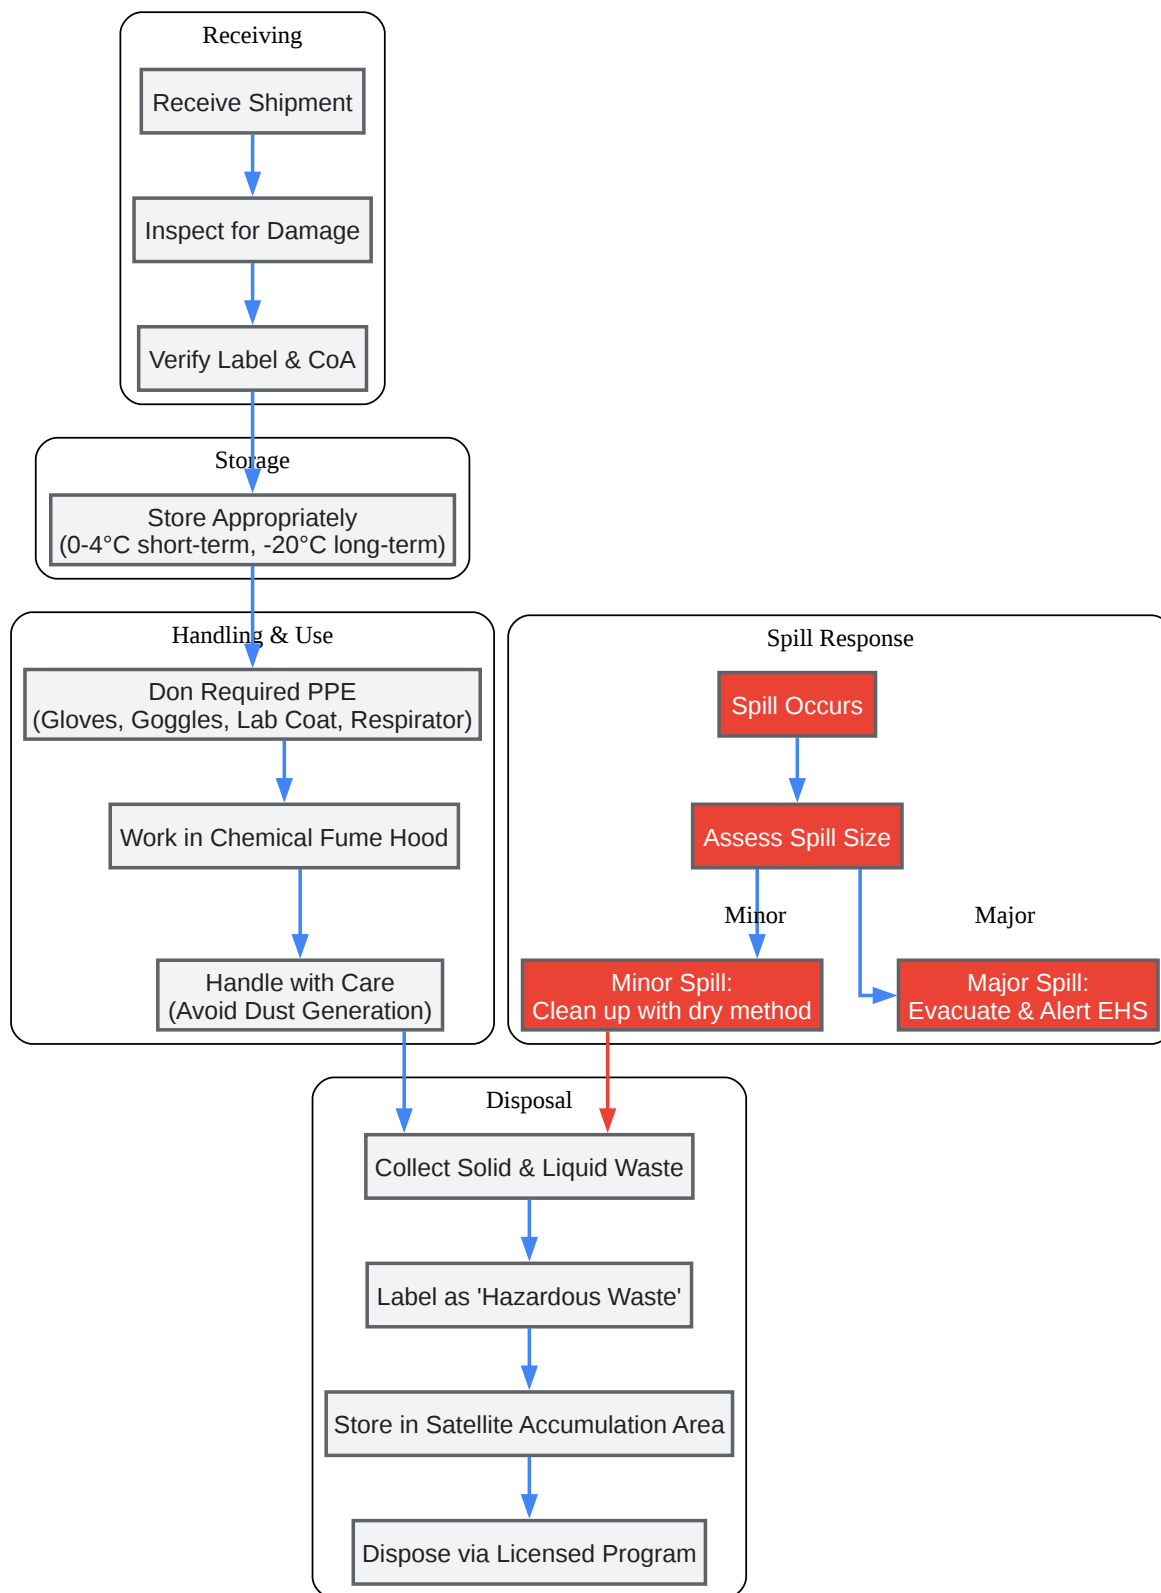 Receiving
Receive Shipment
Inspect for Damage
Verify Label & CoA
Storage
Store Appropriately
(0-4°C short-term, -20°C long-term)
Handling & Use
Don Required PPE
(Gloves, Goggles, Lab Coat, Respirator)
Work in Chemical Fume Hood
Handle with Care
(Avoid Dust Generation)
Spill Response
Spill Occurs
Assess Spill Size
Minor
Major
Minor Spill:
Clean up with dry method
Major Spill:
Evacuate & Alert EHS
Disposal
Collect Solid & Liquid Waste
Label as 'Hazardous Waste'
Store in Satellite Accumulation Area
Dispose via Licensed Program